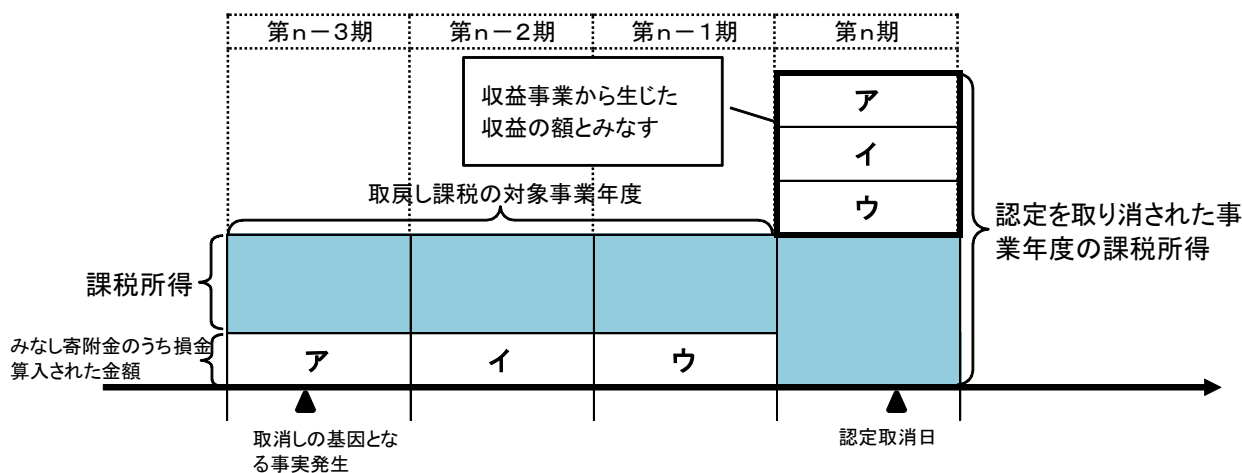 第n－3期
第n－2期
第n－1期
第n期
収益事業から生じた
収益の額とみなす
ア
イ
ウ
取戻し課税の対象事業年度
認定を取り消された事
業年度の課税所得
課税所得
みなし寄附金のうち損金
算入された金額
ア
イ
ウ
取消しの基因とな
る事実発生
認定取消日